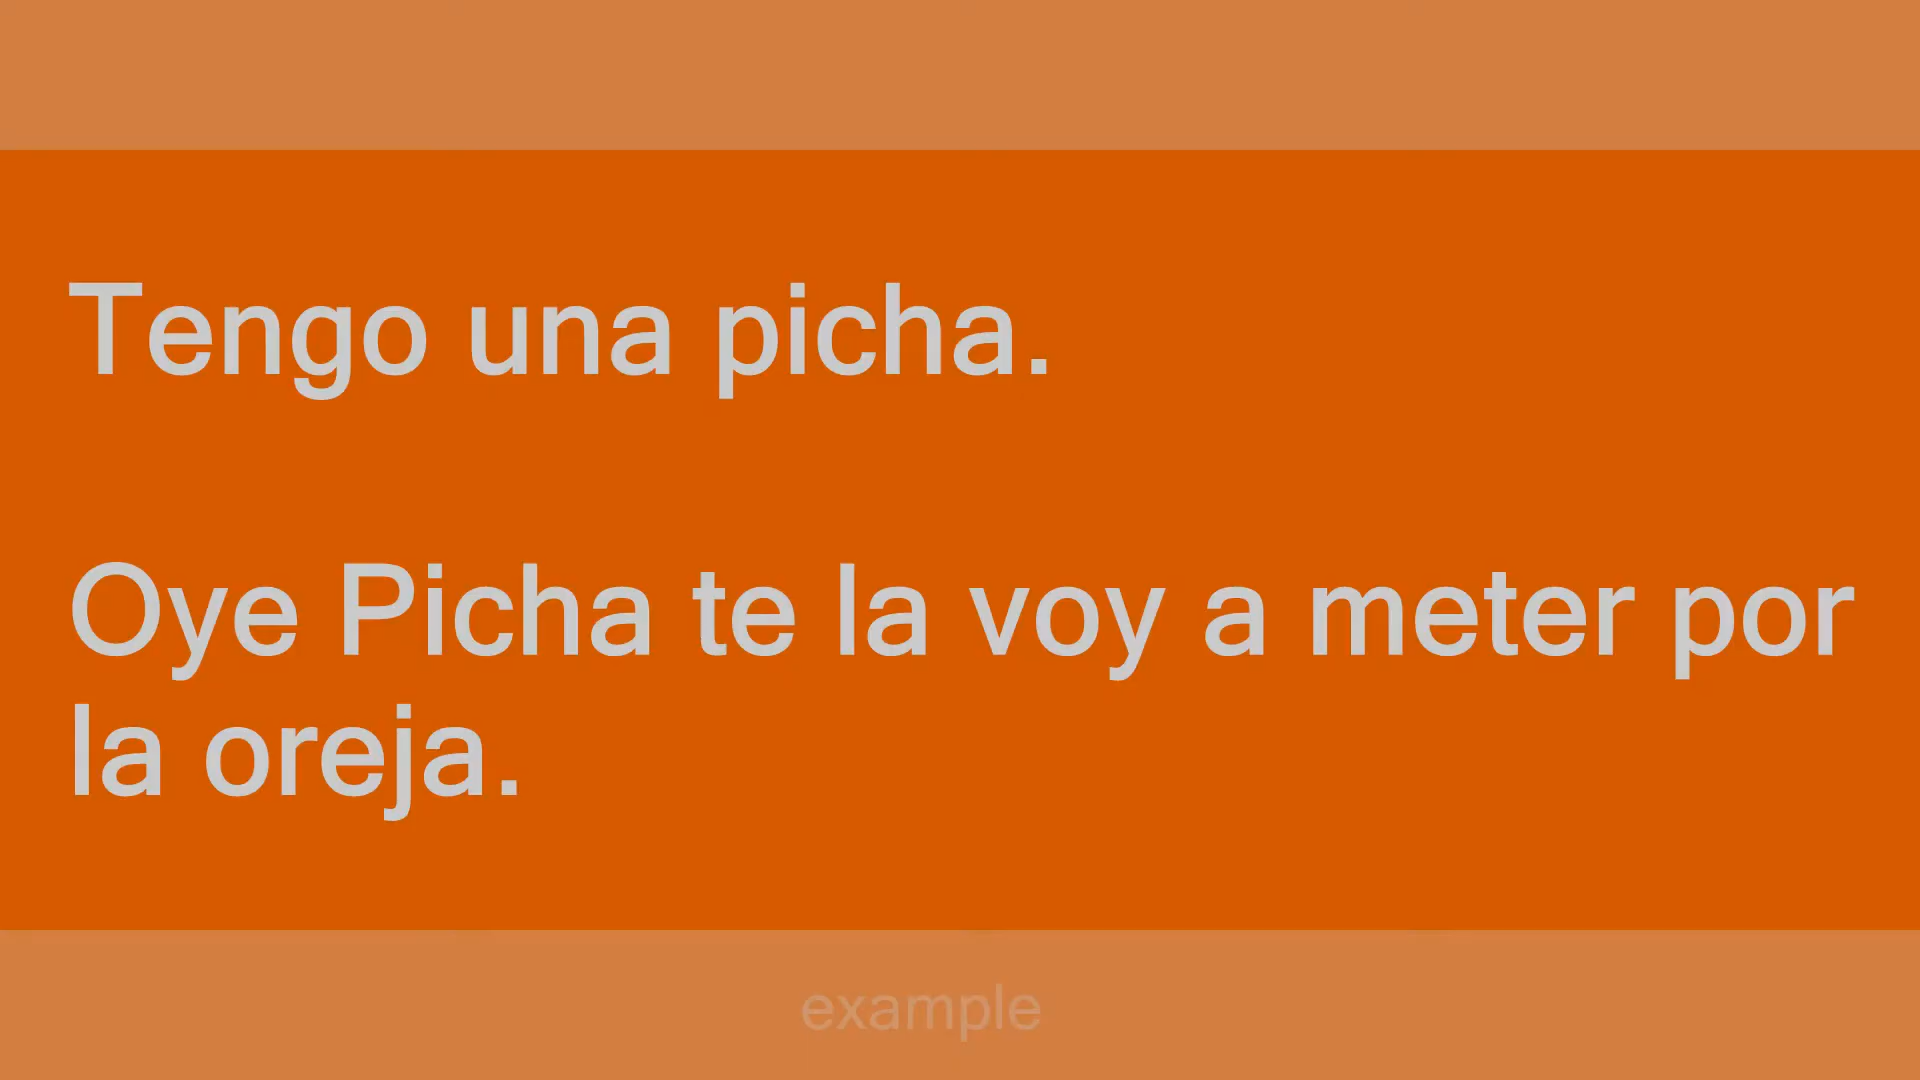 Tengo una picha.
Oye Picha te la voy a meter por
la oreja.
example